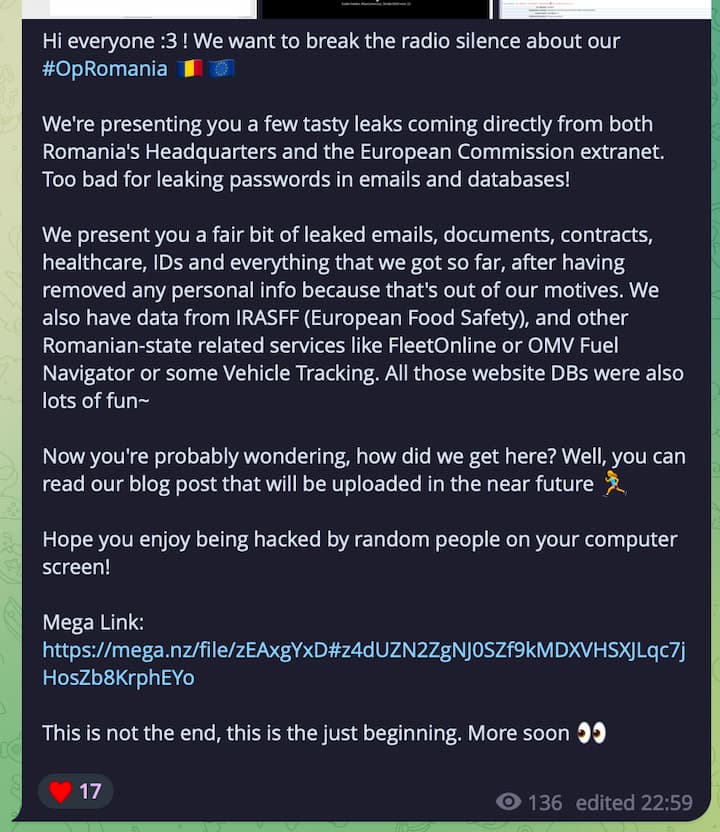 Hi everyone :3 ! We want to break the radio silence about our
#OpRomania 🇷🇴 🇪🇺
We're presenting you a few tasty leaks coming directly from both
Romania's Headquarters and the European Commission extranet.
Too bad for leaking passwords in emails and databases!
We present you a fair bit of leaked emails, documents, contracts,
healthcare, IDs and everything that we got so far, after having
removed any personal info because that's out of our motives. We
also have data from IRASFF (European Food Safety), and other
Romanian-state related services like FleetOnline or OMV Fuel
Navigator or some Vehicle Tracking. All those website DBs were also
lots of fun~
Now you're probably wondering, how did we get here? Well, you can
read our blog post that will be uploaded in the near future 🏃‍♀️
Hope you enjoy being hacked by random people on your computer
screen!
Mega Link:
https://mega.nz/file/zEAxgYxD#z4dUZN2ZgNJ0SZf9kMDXVHSXJLqc7j
HosZb8KrphEYo
This is not the end, this is the just beginning. More soon 👀
❤️ 17
136 edited 22:59